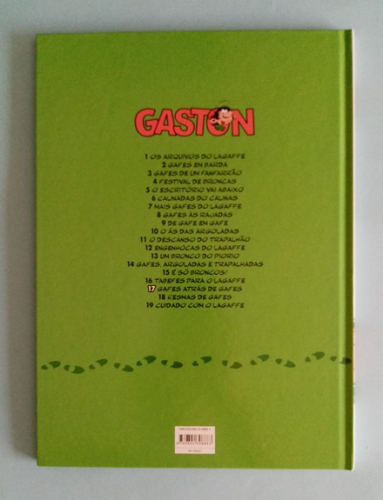 GASTON
1 OIS ARQUIVOIS DO LAGAFFE
2 GAFES EM BARDA
3 GAFES DE UM FANFARRÃO
4 FESTIVAL DE BRONCAS
5 O ESCRITÓRIO VAI ABAIXO
6 CALINADAS DO CALINAS
7 MAIS GAFES DO LAGAFFE
8 GAFES ÀS RAJADAS
9 DE GAFE EM GAFE
10 O ÁS DAS ARGOLADAS
11 O DESCANSO DO TRAPALHÃO
12 ENGENHOCAS DO LAGAFFE
13 UM BRONCO DO PIORIO
14 GAFES, ARGOLADAS E TRAPALHADAS
15 É SÓ BRONCOS!
16 TABEFES PARA O LAGAFFE
17 GAFES ATRÁS DE GAFES
18 RESMAS DE GAFES
19 CUIDADO COM O LAGAFFE